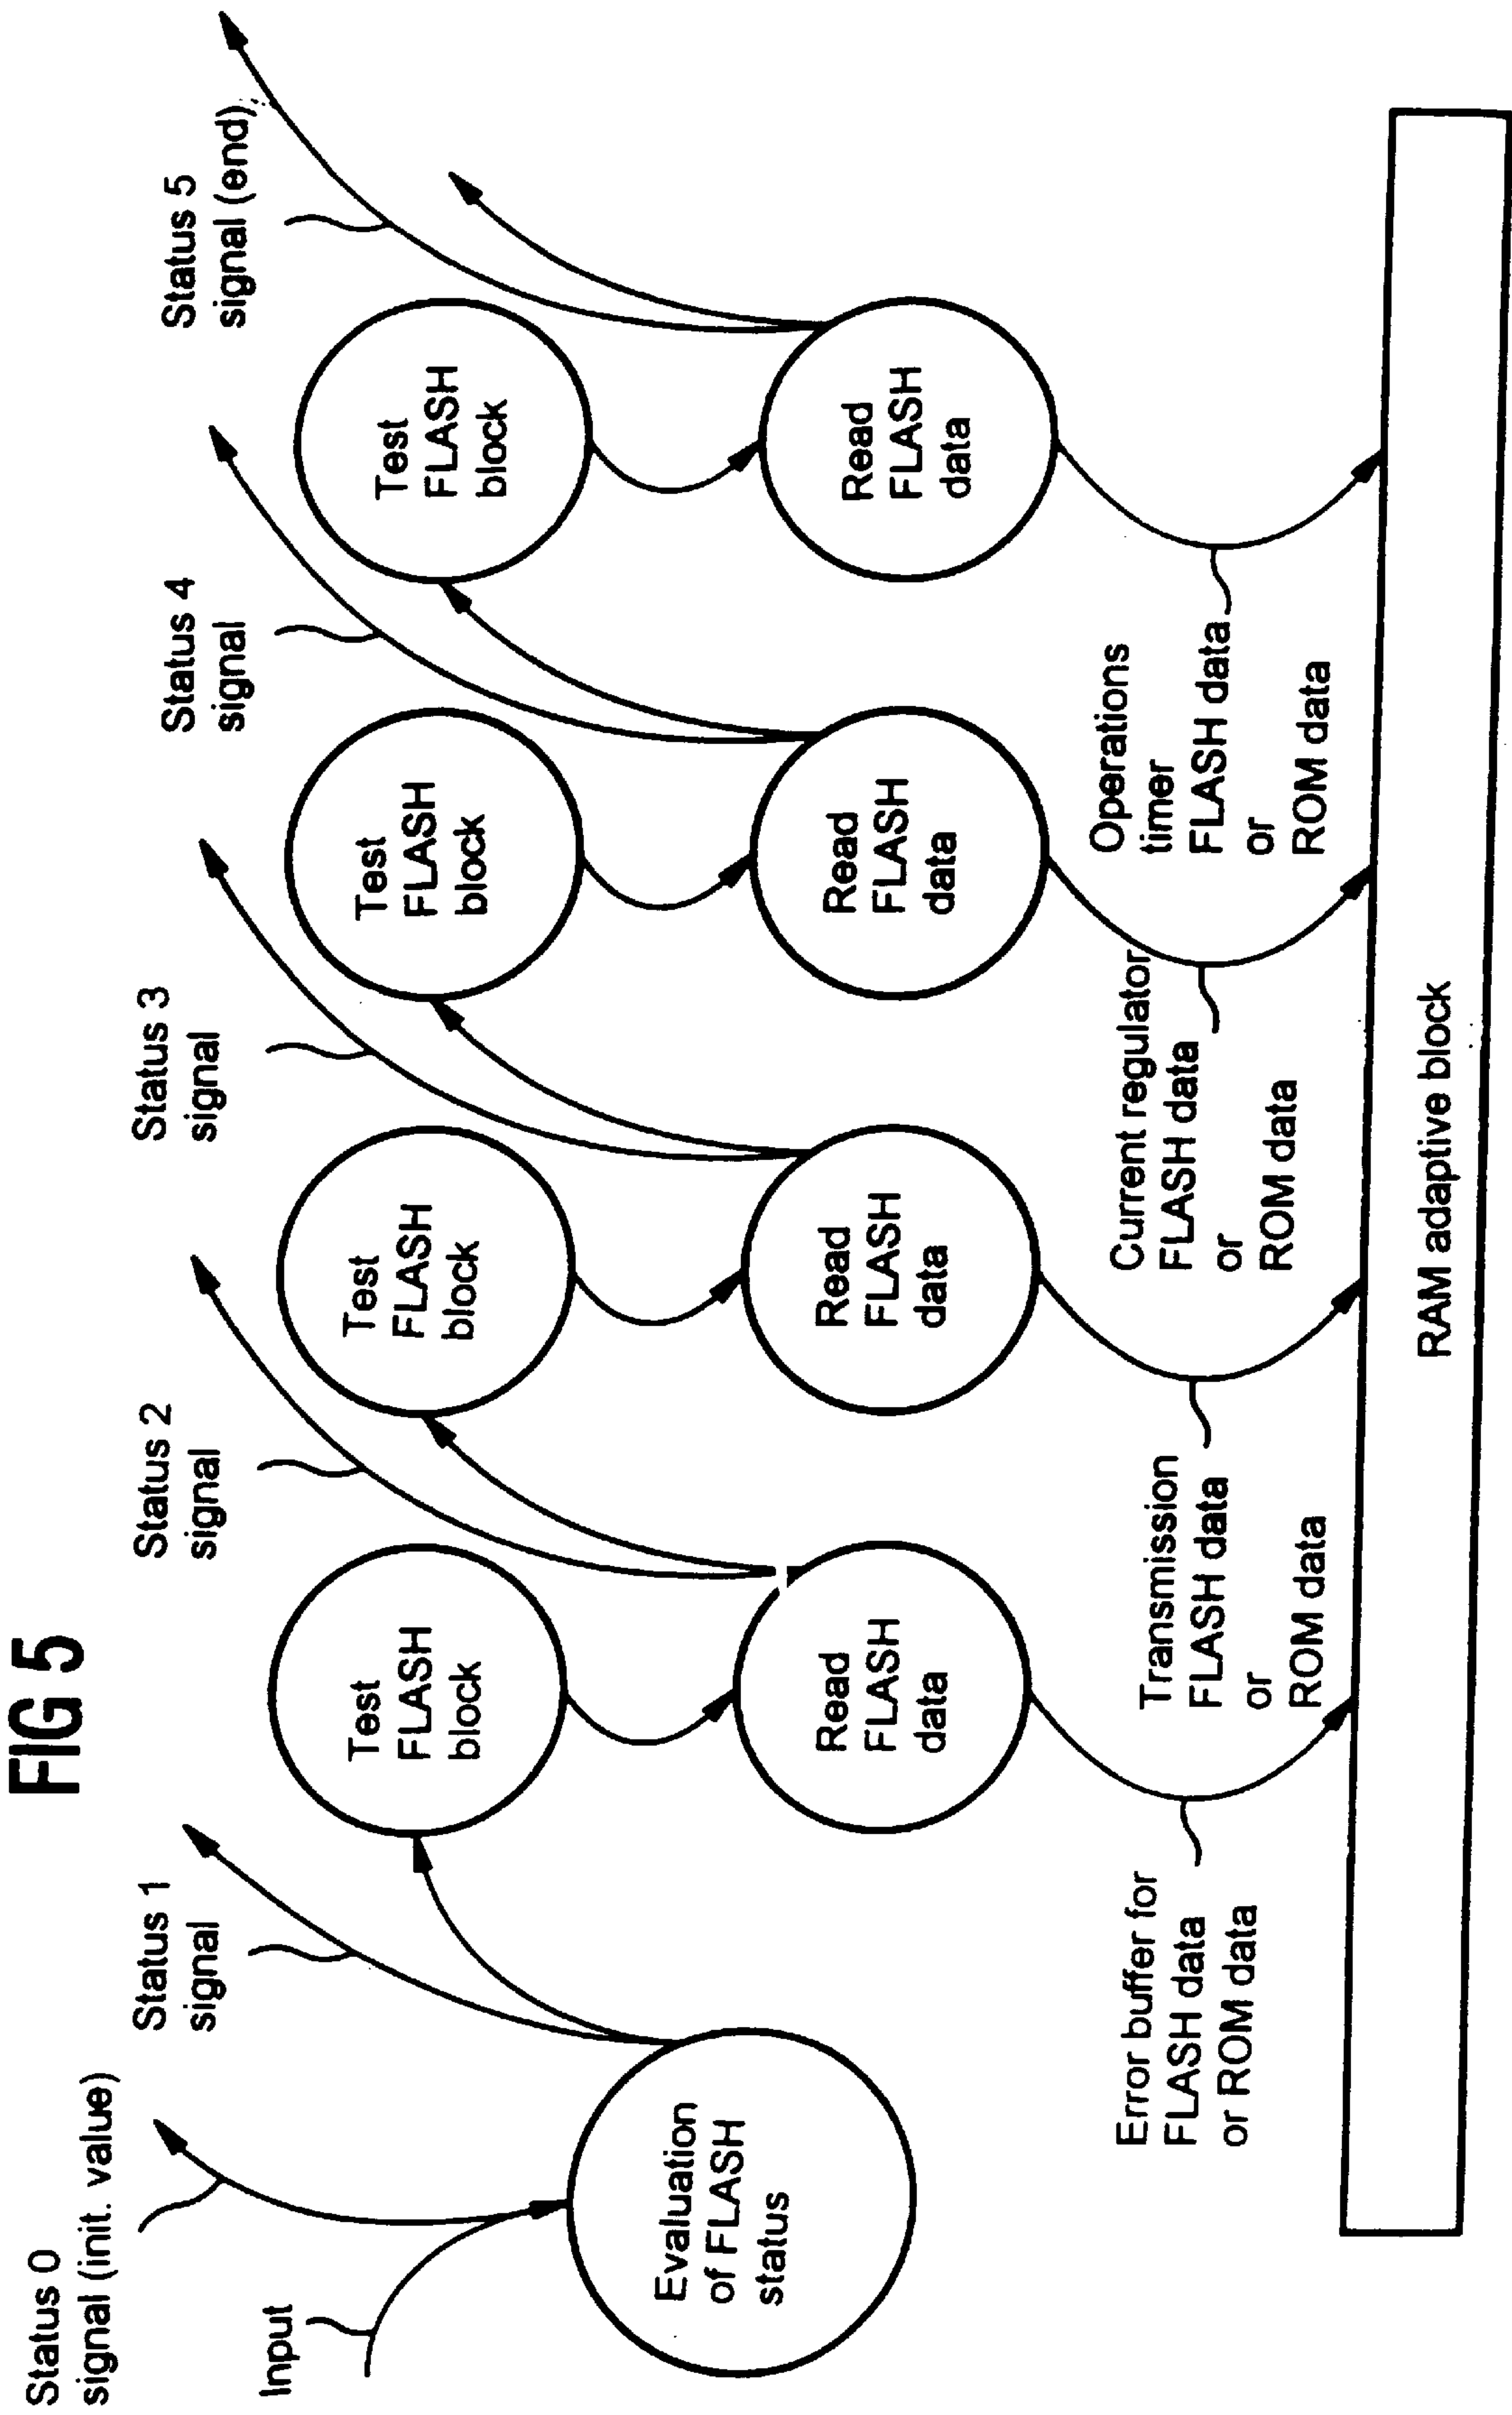 FIG 5
Status 0
signal (init. value)
Input
Status 1
signal
Status 2
signal
Status 3
signal
Status 4
signal
Status 5
signal (end)
Evaluation
of FLASH
status
Test
FLASH
block
Test
FLASH
block
Test
FLASH
block
Test
FLASH
block
Read
FLASH
data
Read
FLASH
data
Read
FLASH
data
Read
FLASH
data
Error buffer for
FLASH data
or ROM data
Transmission
FLASH data
or
ROM data
Current regulator
FLASH data
or
ROM data
Operations
timer
FLASH data
or
ROM data
RAM adaptive block